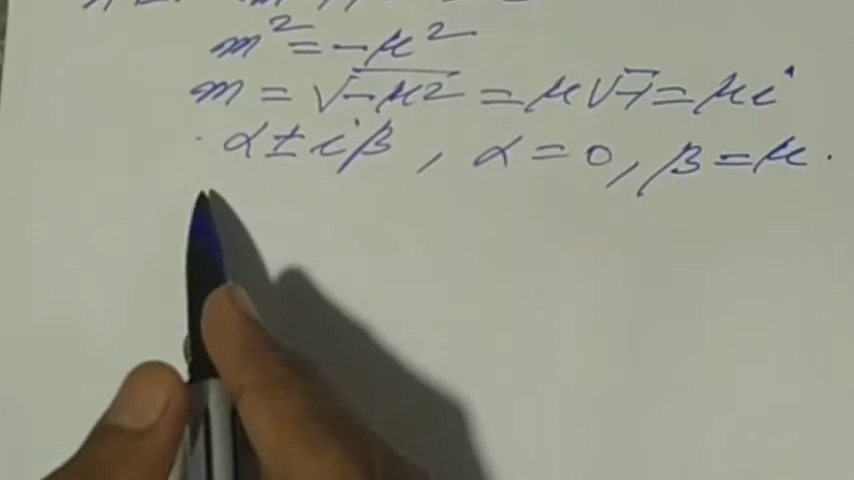 m² = -μ²
m = √-μ² = μ√-1 = μi
α ± iβ , α = 0 , β = μ .